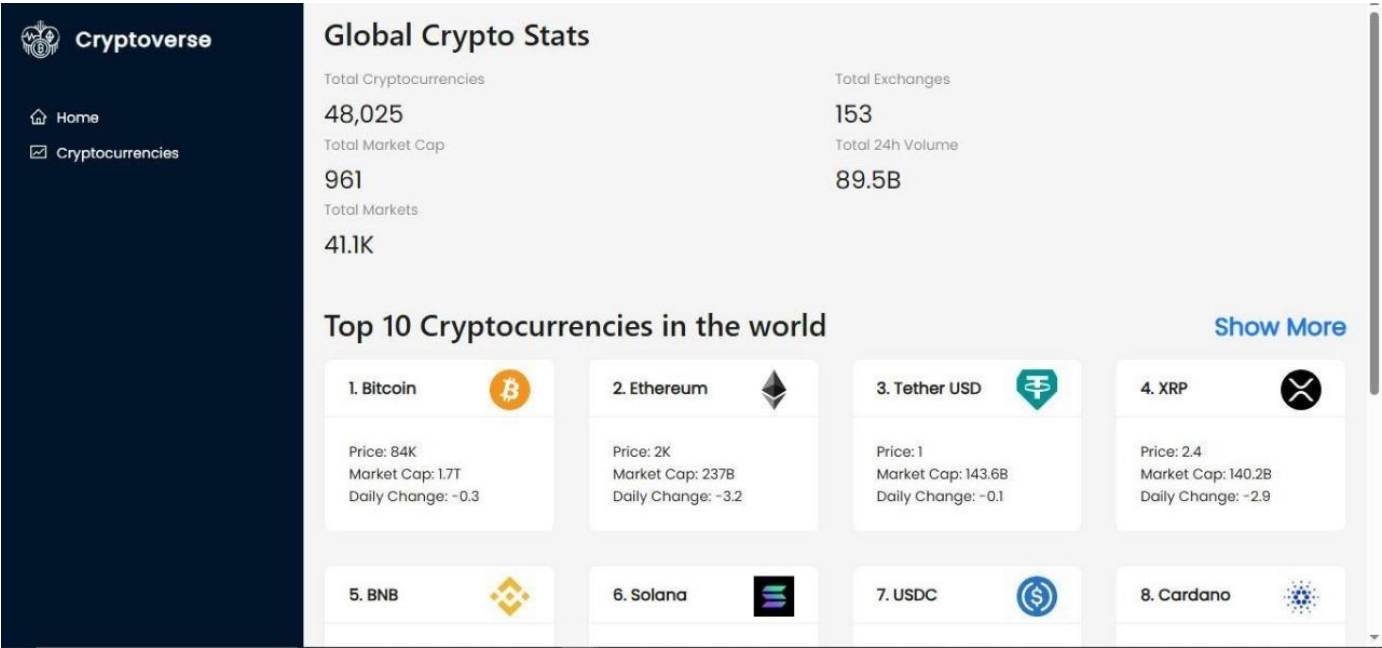 Cryptoverse
Home
Cryptocurrencies
Global Crypto Stats
Total Cryptocurrencies
48,025
Total Exchanges
153
Total Market Cap
961
Total 24h Volume
89.5B
Total Markets
41.1K
Top 10 Cryptocurrencies in the world
Show More
1. Bitcoin
Price: 84K
Market Cap: 1.7T
Daily Change: -0.3
2. Ethereum
Price: 2K
Market Cap: 237B
Daily Change: -3.2
3. Tether USD
Price: 1
Market Cap: 143.6B
Daily Change: -0.1
4. XRP
Price: 2.4
Market Cap: 140.2B
Daily Change: -2.9
5. BNB
6. Solana
7. USDC
8. Cardano